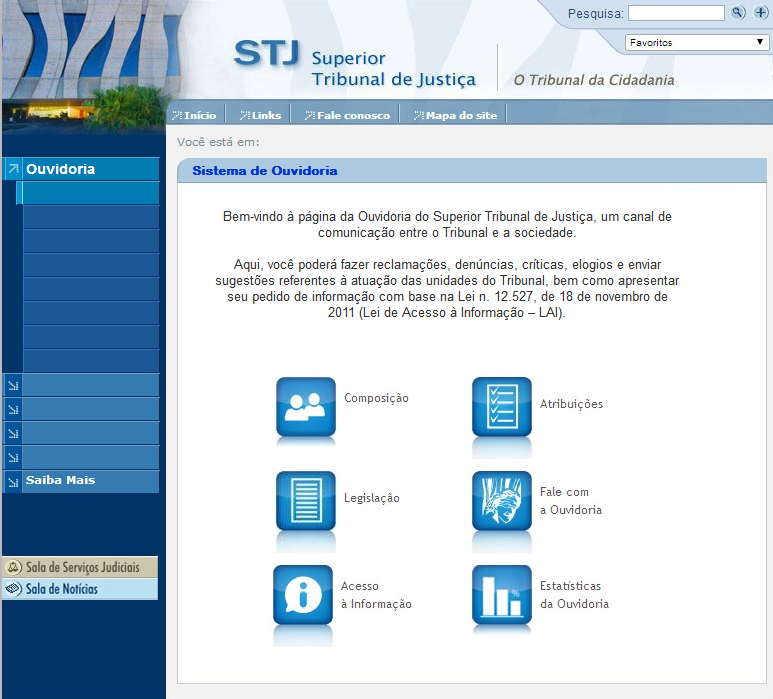 Pesquisa:
Favoritos
STJ Superior
Tribunal de Justiça
O Tribunal da Cidadania
Início
Links
Fale conosco
Mapa do site
Você está em:
Ouvidoria
Saiba Mais
Sala de Serviços Judiciais
Sala de Notícias
Sistema de Ouvidoria
Bem-vindo à página da Ouvidoria do Superior Tribunal de Justiça, um canal de
comunicação entre o Tribunal e a sociedade.
Aqui, você poderá fazer reclamações, denúncias, críticas, elogios e enviar
sugestões referentes à atuação das unidades do Tribunal, bem como apresentar
seu pedido de informação com base na Lei n. 12.527, de 18 de novembro de
2011 (Lei de Acesso à Informação – LAI).
Composição
Atribuições
Legislação
Fale com
a Ouvidoria
Acesso
à Informação
%
Estatísticas
da Ouvidoria